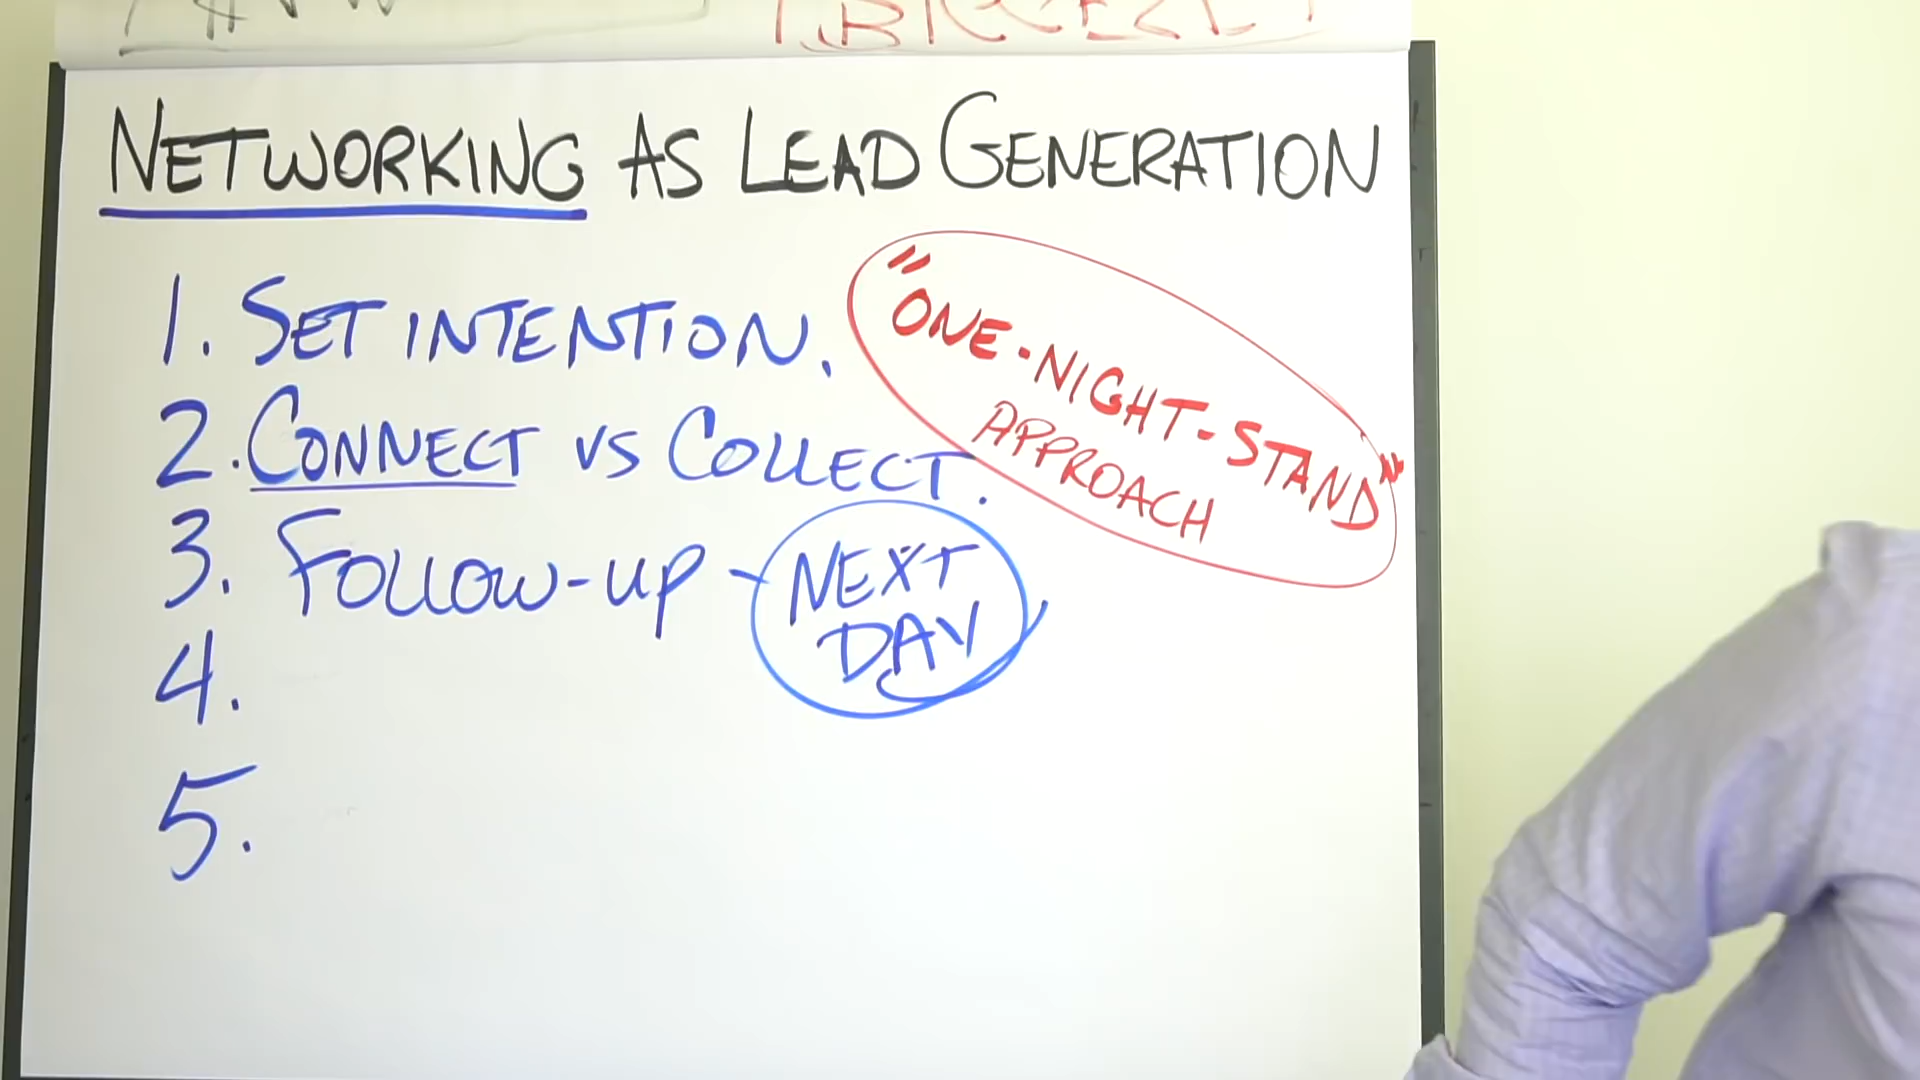 NETWORKING AS LEAD GENERATION
1. SET INTENTION.
"ONE-NIGHT-STAND"
APPROACH
2. CONNECT VS COLLECT.
3. FOLLOW-UP - NEXT
DAY
4.
5.